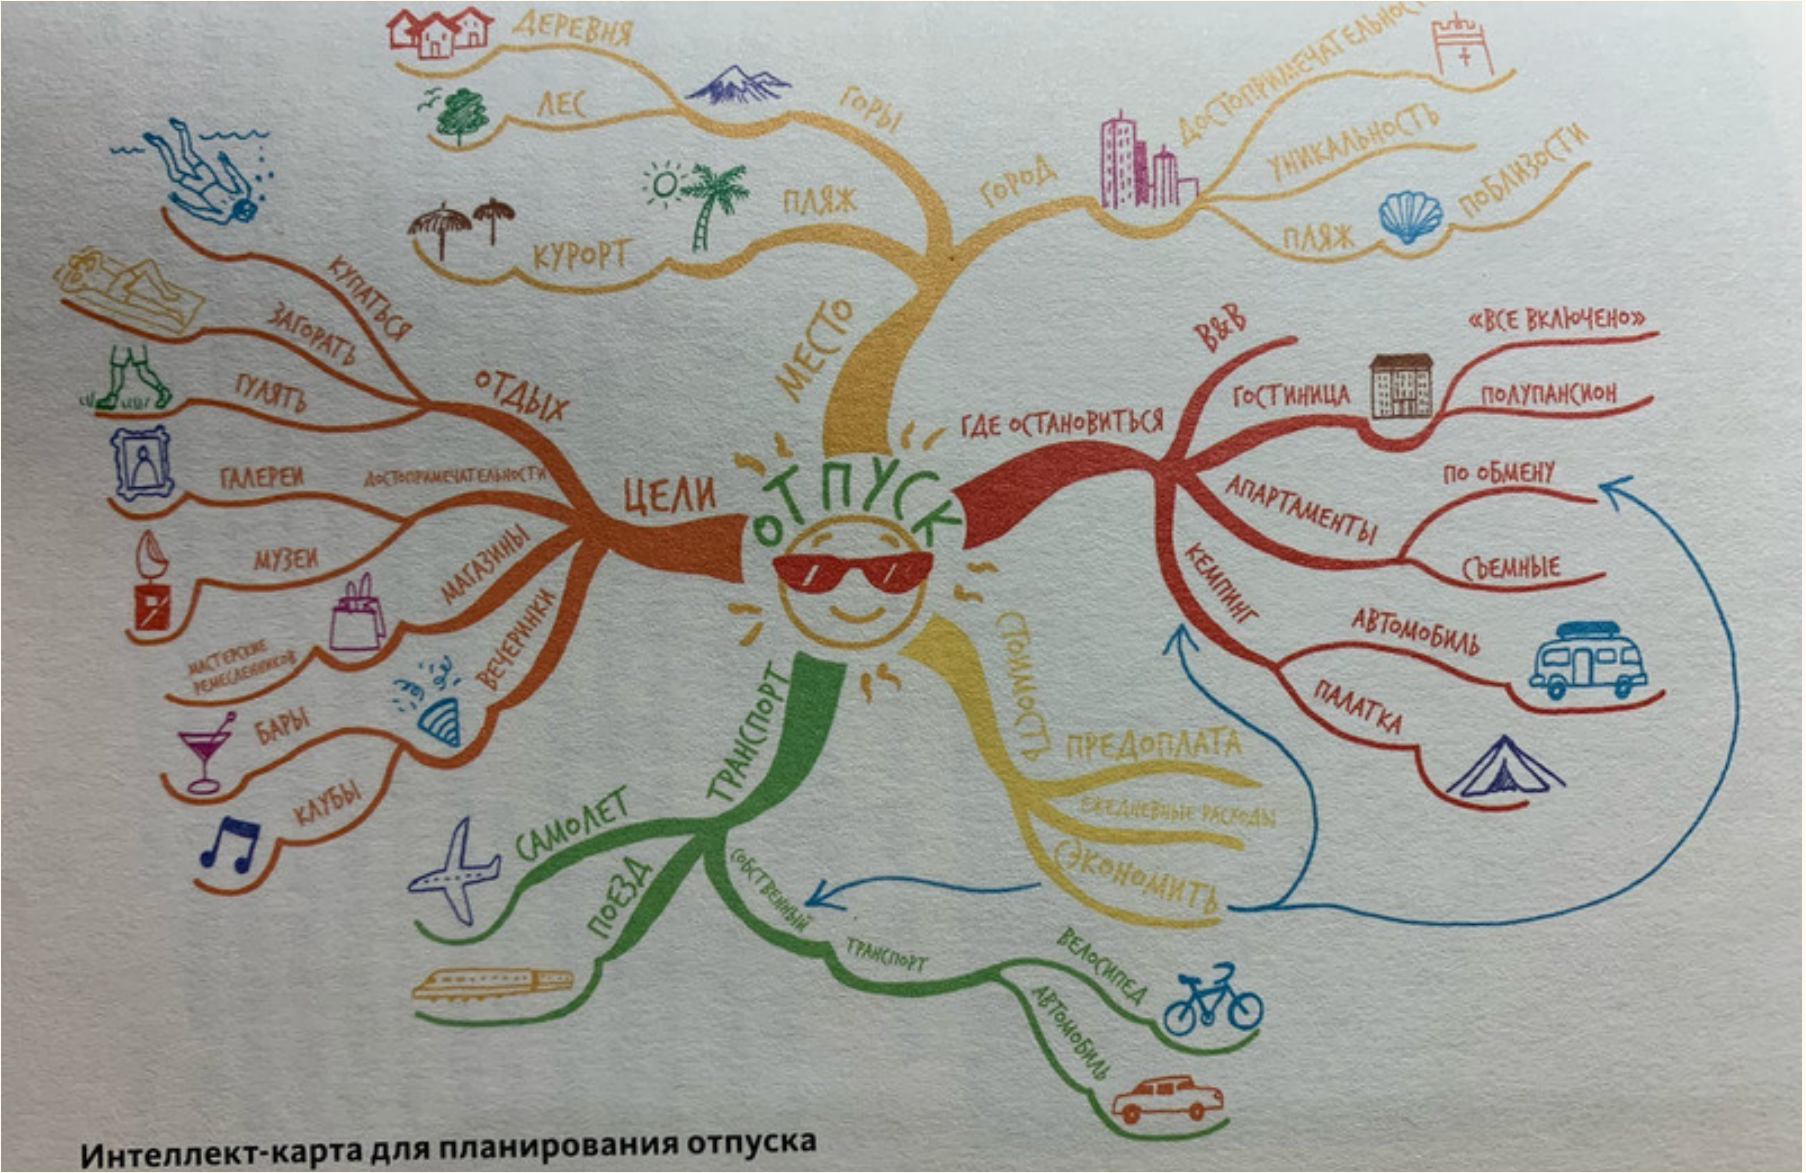 ДЕРЕВНЯ
ЛЕС
ГОРЫ
ПЛЯЖ
КУРОРТ
МЕСТО
ГОРОД
ДОСТОПРИМЕЧАТЕЛЬНОСТ
УНИКАЛЬНОСТЬ
ПЛЯЖ
ПОБЛИЗОСТИ
КУПАТЬСЯ
ЗАГОРАТЬ
ГУЛЯТЬ
ОТДЫХ
ГАЛЕРЕИ
ДОСТОПРИМЕЧАТЕЛЬНОСТИ
МУЗЕИ
ЦЕЛИ
МАГАЗИНЫ
МАСТЕРСКИЕ
РЕМЕСЛЕННИКОВ
ВЕЧЕРИНКИ
БАРЫ
КЛУБЫ
ОТПУСК
ГДЕ ОСТАНОВИТЬСЯ
B&B
ГОСТИНИЦА
«ВСЕ ВКЛЮЧЕНО»
ПОЛУПАНСИОН
АПАРТАМЕНТЫ
ПО ОБМЕНУ
СЪЕМНЫЕ
КЕМПИНГ
АВТОМОБИЛЬ
ПАЛАТКА
СТОИМОСТЬ
ПРЕДОПЛАТА
ЕЖЕДНЕВНЫЕ РАСХОДЫ
СЭКОНОМИТЬ
ТРАНСПОРТ
САМОЛЕТ
ПОЕЗД
СОБСТВЕННЫЙ
ТРАНСПОРТ
ВЕЛОСИПЕД
АВТОМОБИЛЬ
Интеллект-карта для планирования отпуска